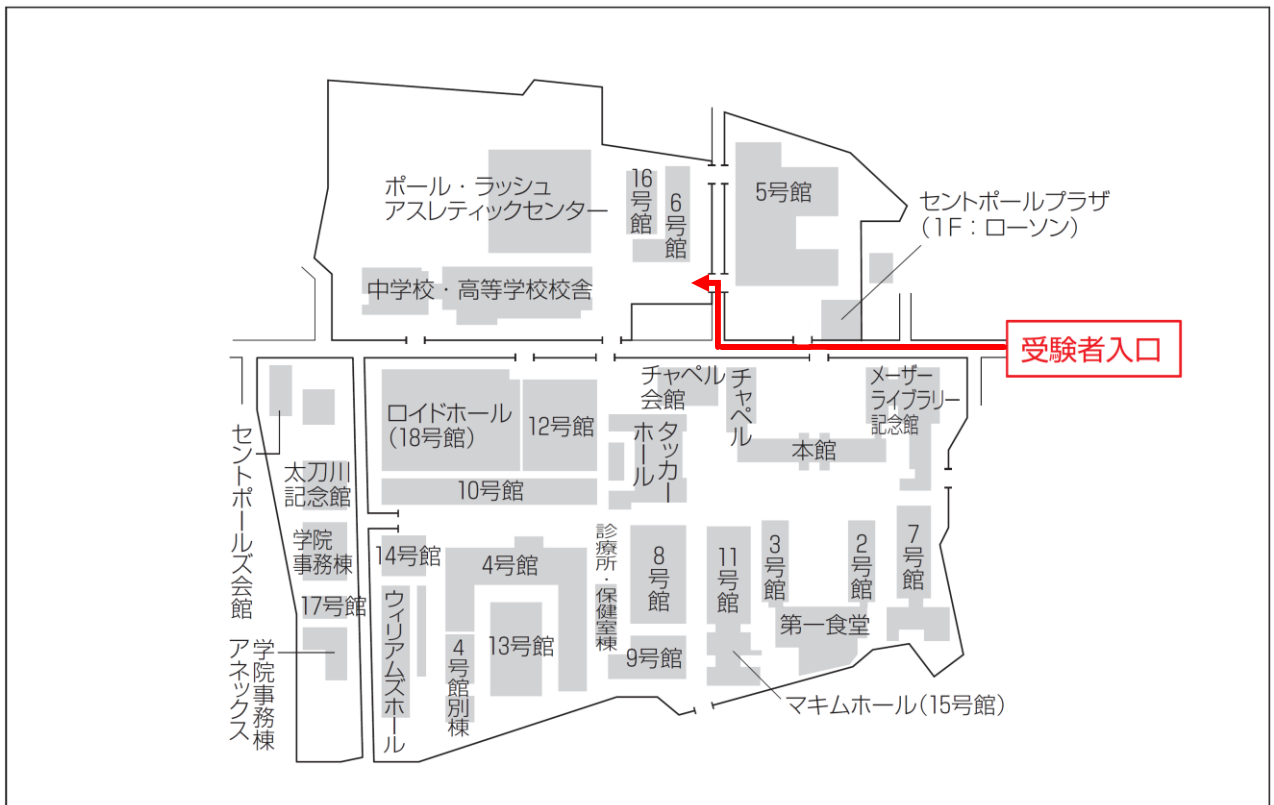 ポール・ラッシュ
アスレティックセンター
16号館
6号館
5号館
セントポールプラザ
(1F：ローソン)
中学校・高等学校校舎
受験者入口
チャペル
会館
チャペル
メーザー
ライブラリー
記念館
ロイドホール
(18号館)
12号館
タッカー
ホール
本館
セントポールズ会館
太刀川
記念館
10号館
学院
事務棟
14号館
4号館
診療所・保健室棟
8号館
11号館
3号館
2号館
7号館
17号館
ウィリアムズホール
13号館
第一食堂
学院事務棟
アネックス
4号館別棟
9号館
マキムホール(15号館)